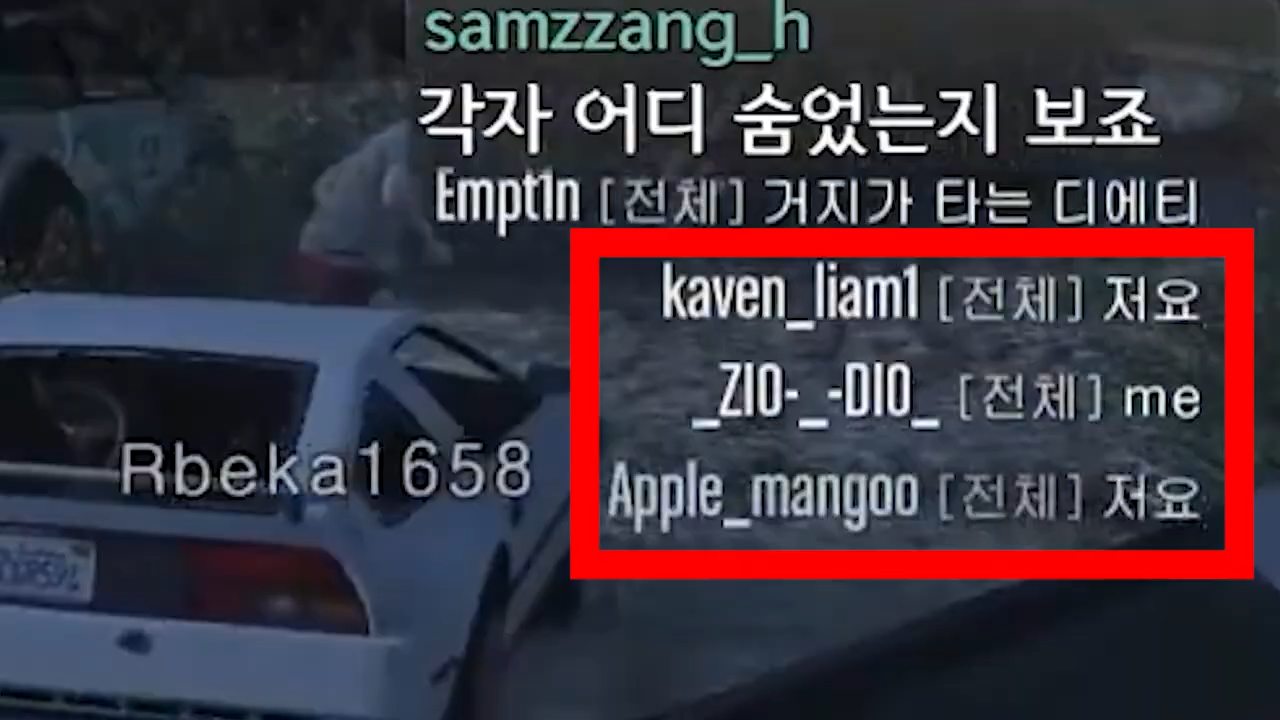 samzzang_h
각자 어디 숨었는지 보죠
Empt1n [전체] 거지가 타는 디에티
kaven_liam1 [전체] 저요
_ZIO-_-DIO_ [전체] me
Apple_mangoo [전체] 저요
Rbeka1658